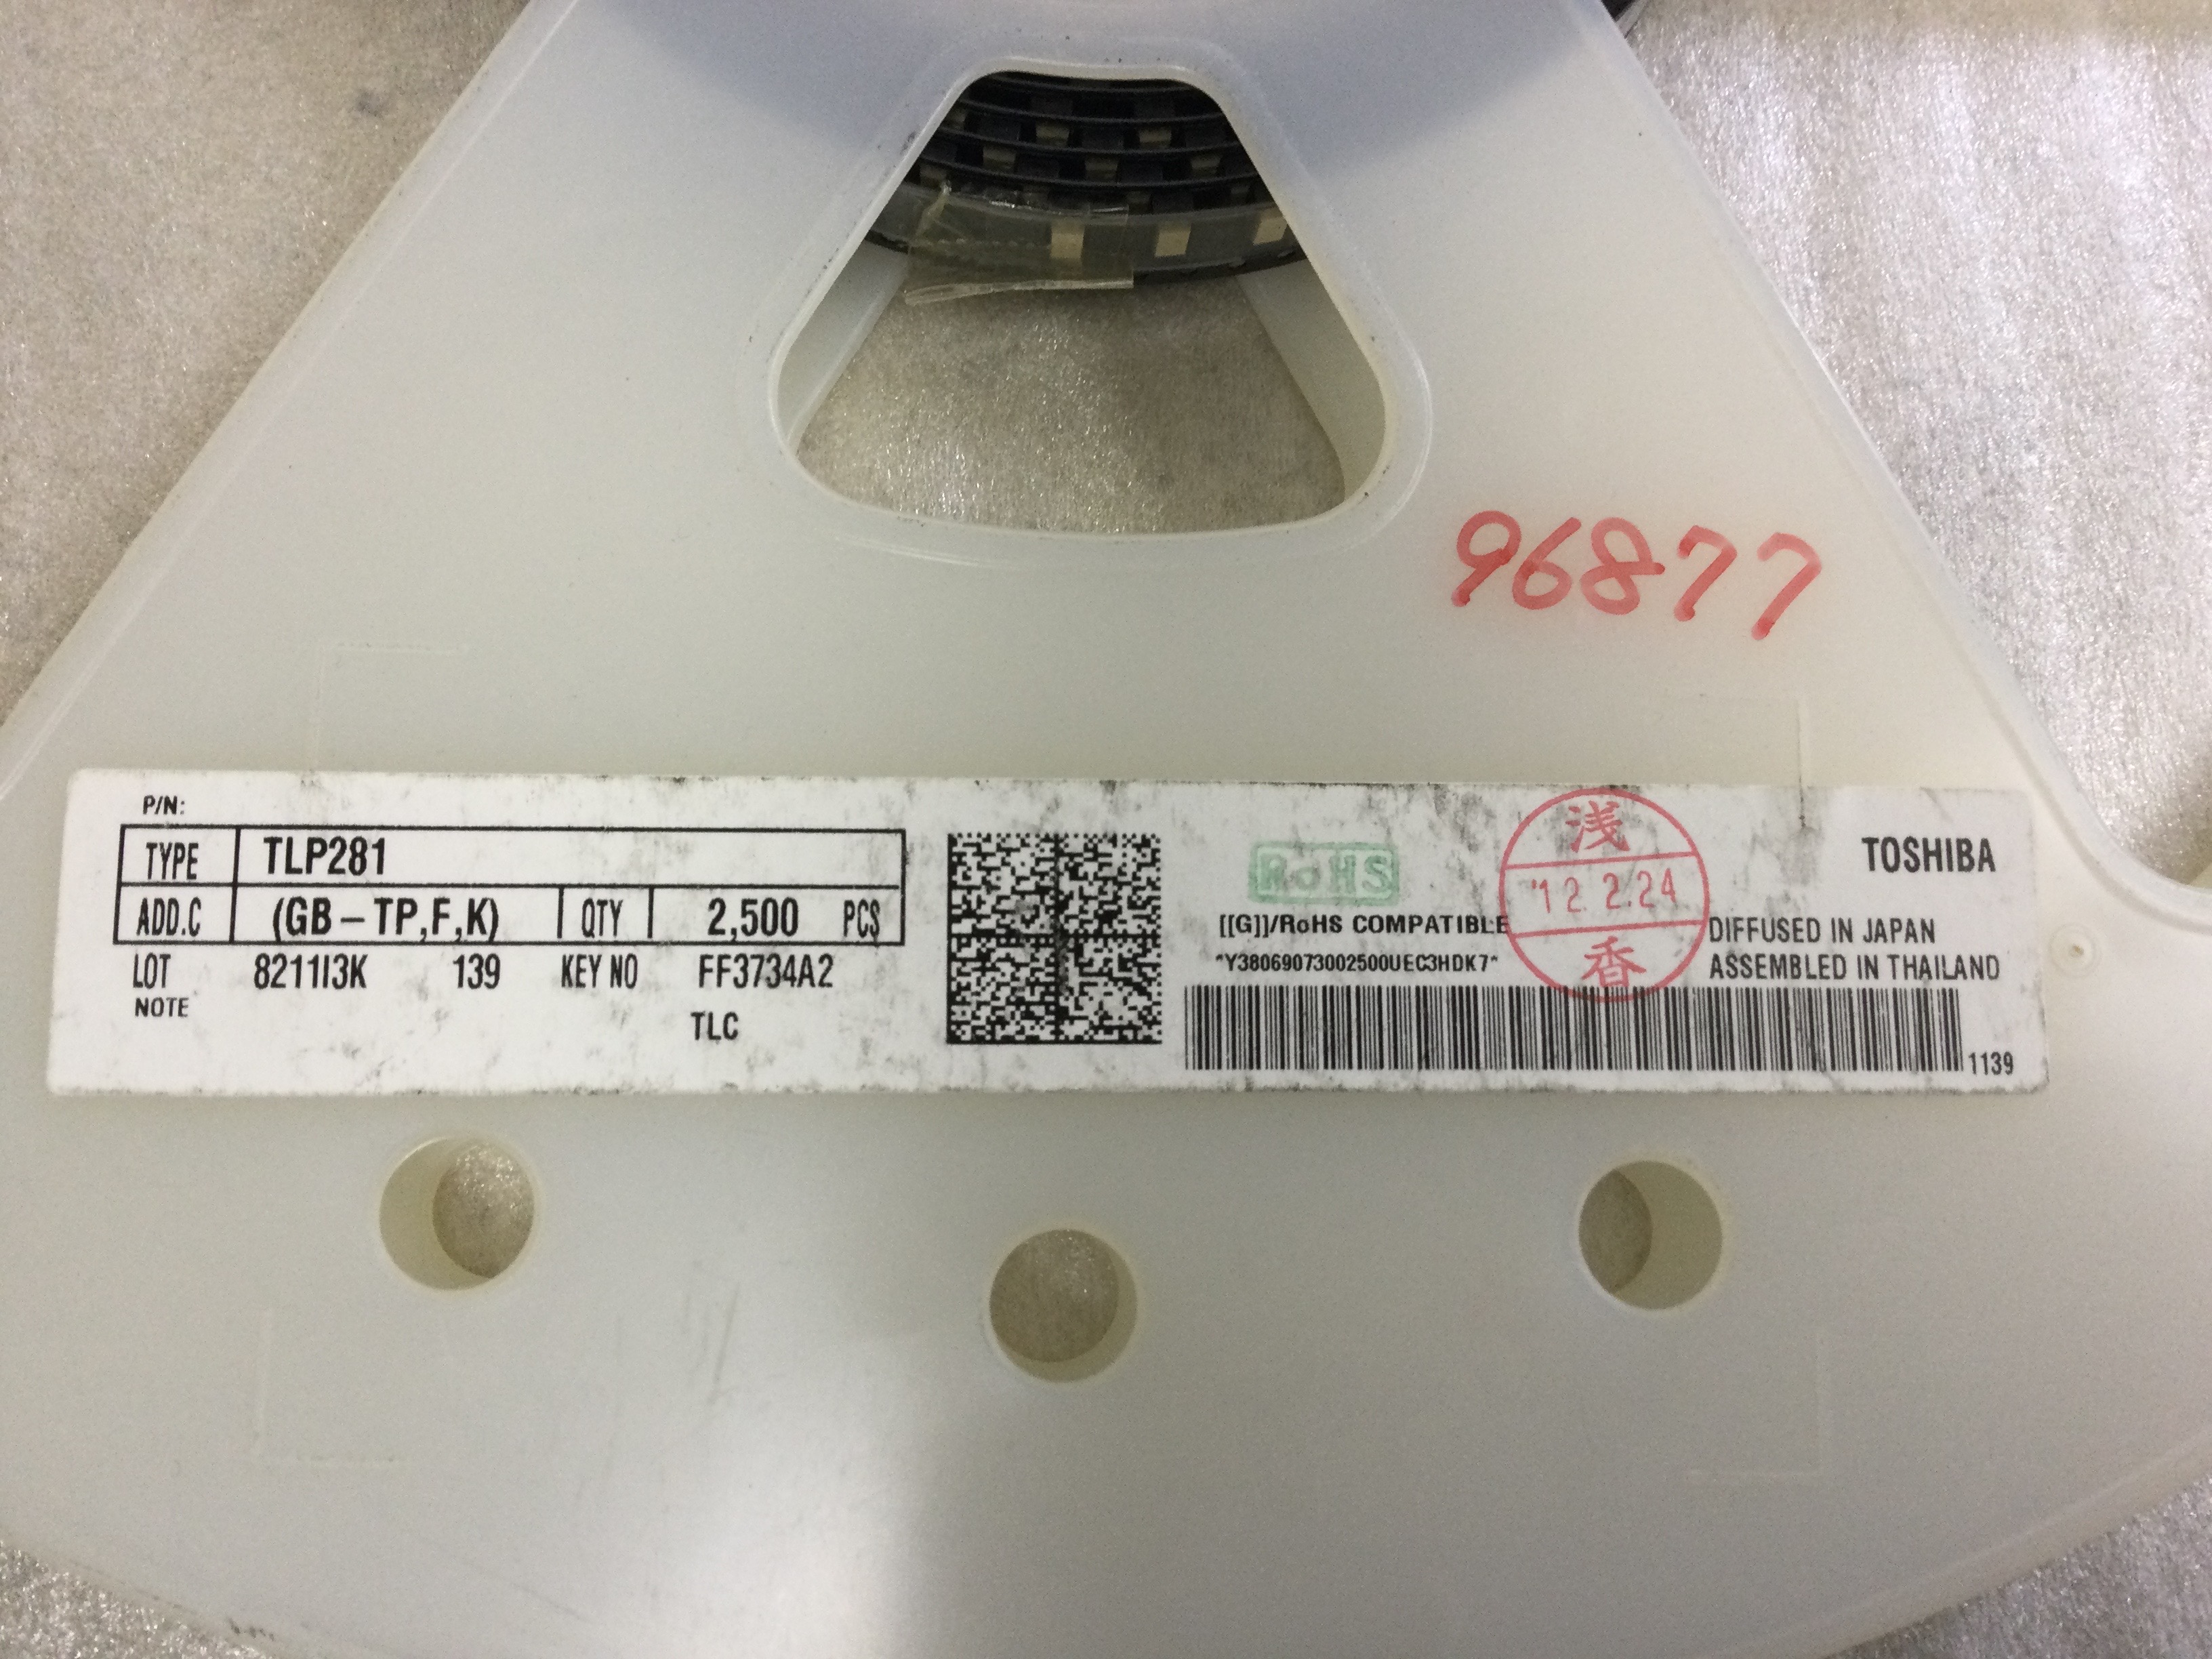 96877
P/N:
TYPE TLP281
ADD.C (GB-TP,F,K) QTY 2,500 PCS
LOT 8211I3K 139 KEY NO FF3734A2
NOTE
TLC
RoHS
[[G]]/RoHS COMPATIBLE
*Y38069073002500UEC3HDK7*
浅
'12.2.24
香
TOSHIBA
DIFFUSED IN JAPAN
ASSEMBLED IN THAILAND
1139